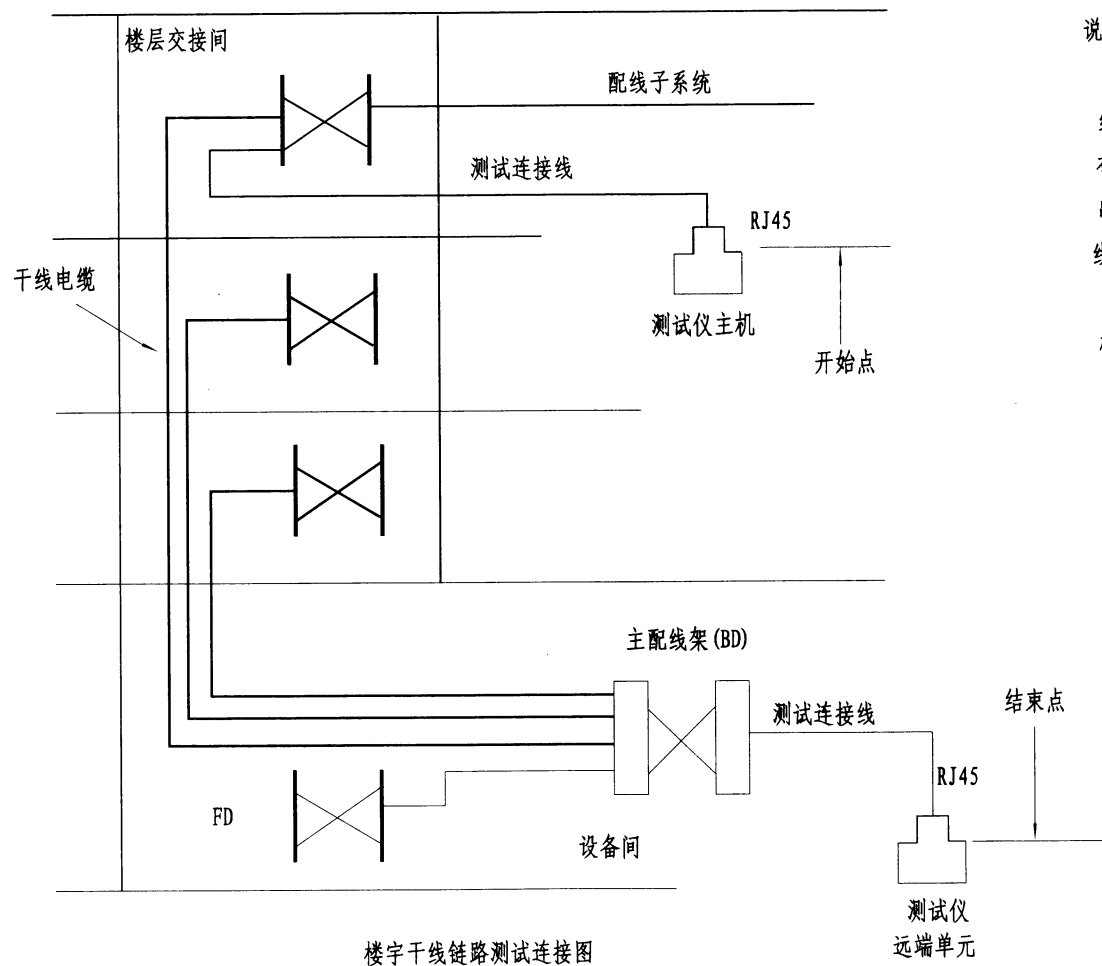 楼层交接间
说
配线子系统
测试连接线
RJ45
干线电缆
测试仪主机
开始点
主配线架(BD)
测试连接线
结束点
RJ45
FD
设备间
测试仪
远端单元
楼宇干线链路测试连接图